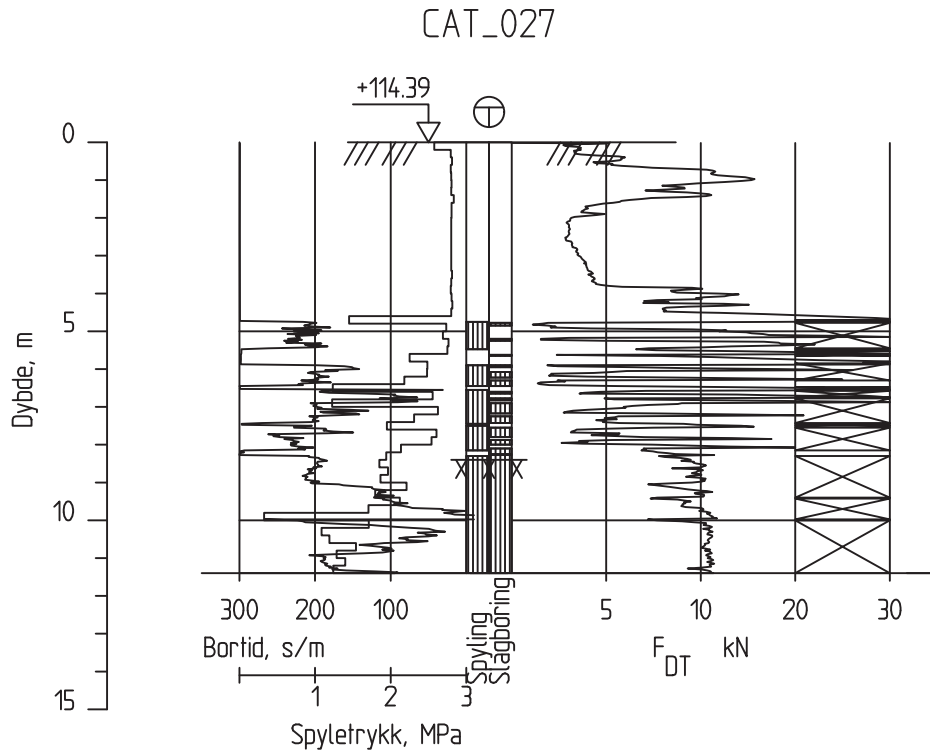 CAT_027
+114.39
T
0
5
10
15
Dybde, m
300 200 100
5 10 20 30
Bortid, s/m
Spyling
Slagboring
F_DT kN
1 2 3
Spyletrykk, MPa